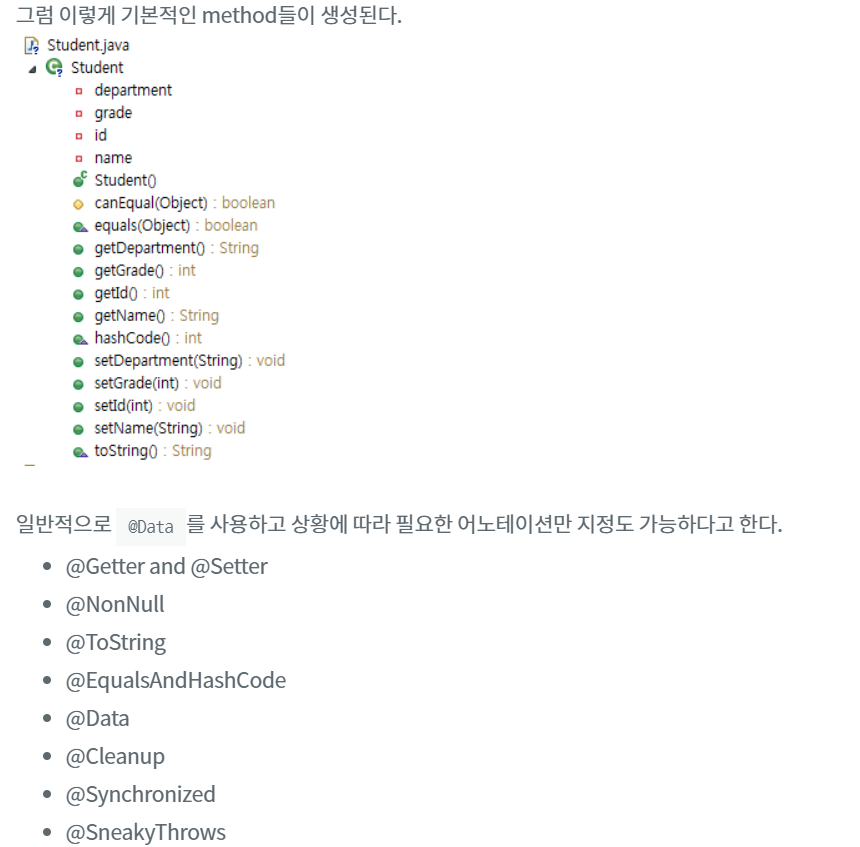 그럼 이렇게 기본적인 method들이 생성된다.
Student.java
Student
department
grade
id
name
Student()
canEqual(Object) : boolean
equals(Object) : boolean
getDepartment() : String
getGrade() : int
getId() : int
getName() : String
hashCode() : int
setDepartment(String) : void
setGrade(int) : void
setId(int) : void
setName(String) : void
toString() : String
일반적으로 @Data 를 사용하고 상황에 따라 필요한 어노테이션만 지정도 가능하다고 한다.
@Getter and @Setter
@NonNull
@ToString
@EqualsAndHashCode
@Data
@Cleanup
@Synchronized
@SneakyThrows